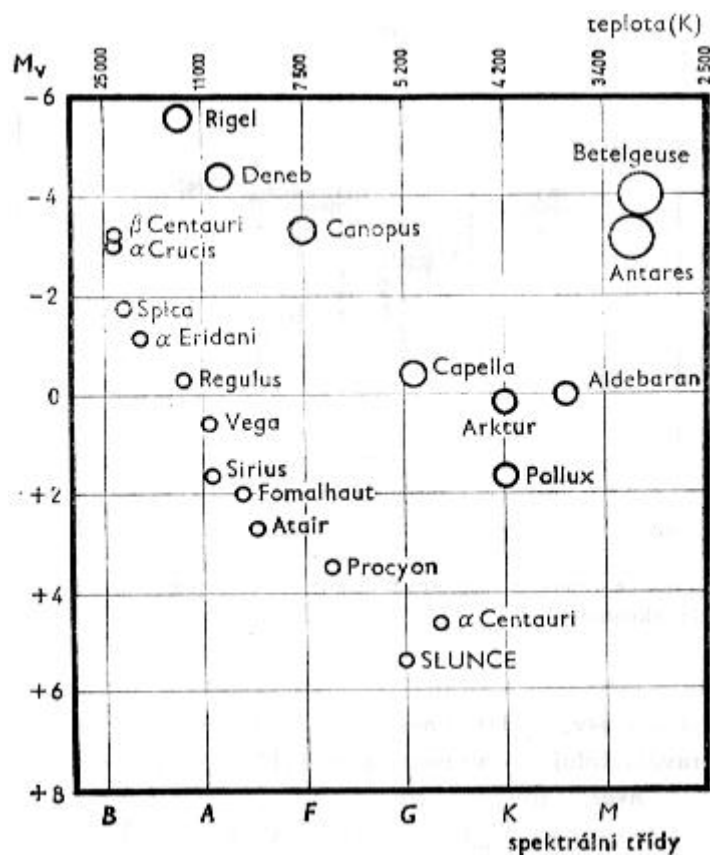 teplota(K)
25 000 11 000 7 500 5 200 4 200 3 400 2 500
Mᵥ
−6
Rigel
Betelgeuse
Deneb
−4
β Centauri
Canopus
α Crucis
Antares
−2
Spica
α Eridani
Capella
Regulus
Aldebaran
0
Vega
Arktur
Sirius
Pollux
Fomalhaut
+2
Atair
Procyon
+4
α Centauri
SLUNCE
+6
+8
B A F G K M
spektrální třídy